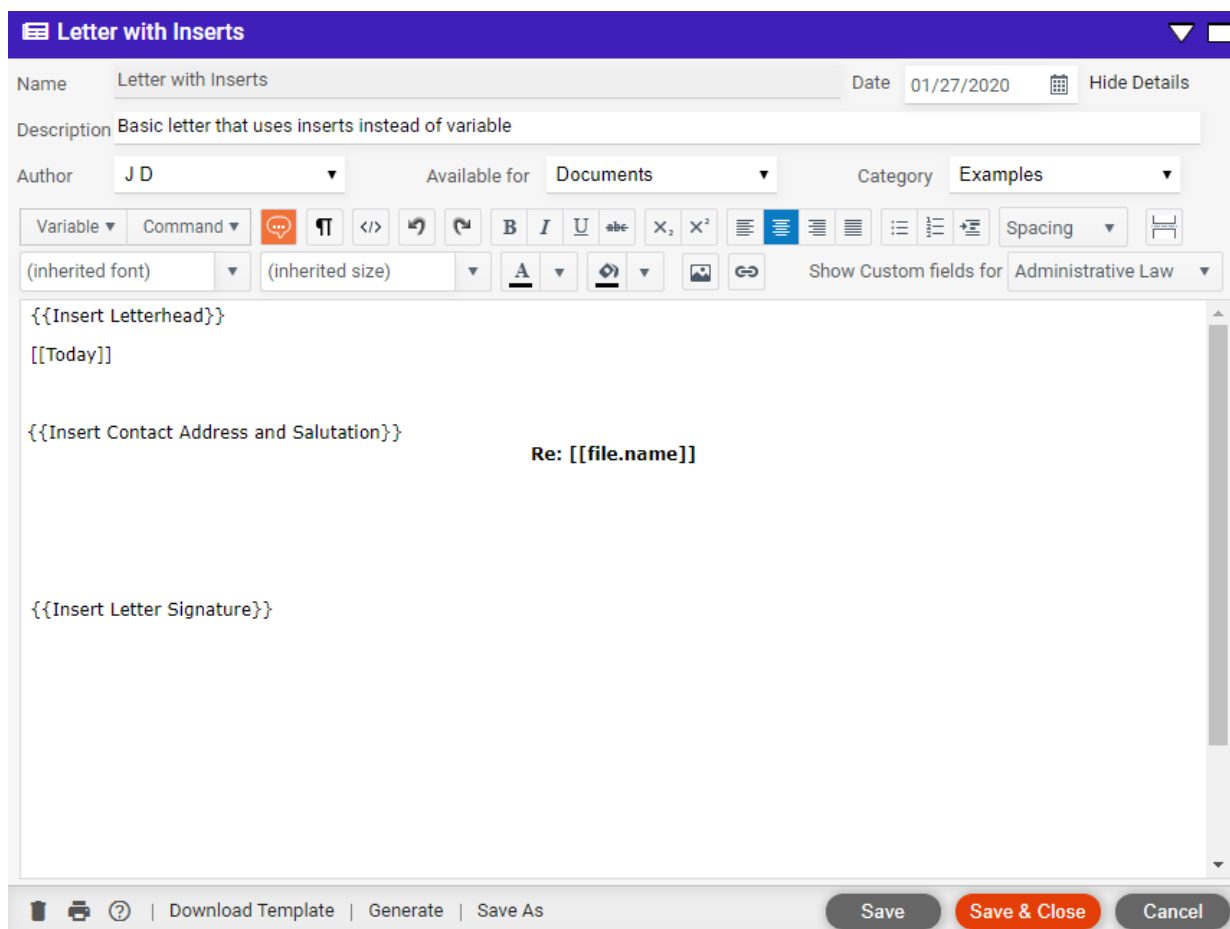 Letter with Inserts
Name Letter with Inserts Date 01/27/2020 Hide Details
Description Basic letter that uses inserts instead of variable
Author J D Available for Documents Category Examples
Variable Command ¶ </> B I U abc X₂ X² Spacing
(inherited font) (inherited size) A Show Custom fields for Administrative Law
{{Insert Letterhead}}
[[Today]]
{{Insert Contact Address and Salutation}}
Re: [[file.name]]
{{Insert Letter Signature}}
? | Download Template | Generate | Save As Save Save & Close Cancel